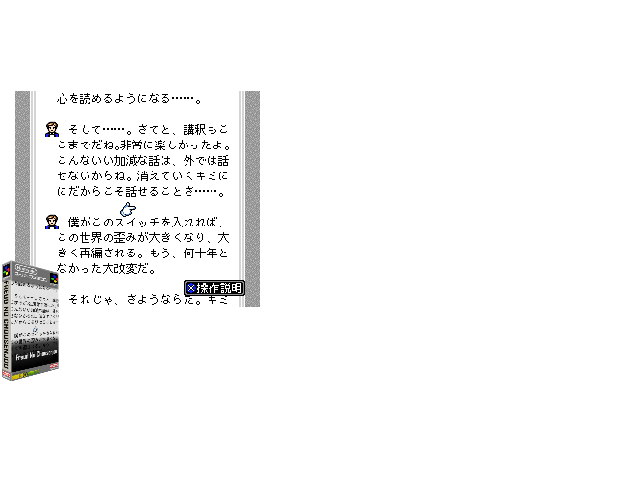 心を読めるようになる……。
そして……。さてと、講釈もこ
こまでだね。非常に楽しかったよ。
こんないい加減な話は、外では話
せないからね。消えていくキミに
にだからこそ話せることさ……。
僕がこのスイッチを入れれば、
この世界の歪みが大きくなり、大
きく再編される。もう、何十年と
なかった大改変だ。
それじゃ、さようならだ。キミ
×操作説明
FREUN NO CHOUSENJOU
Freun No Chousenjou